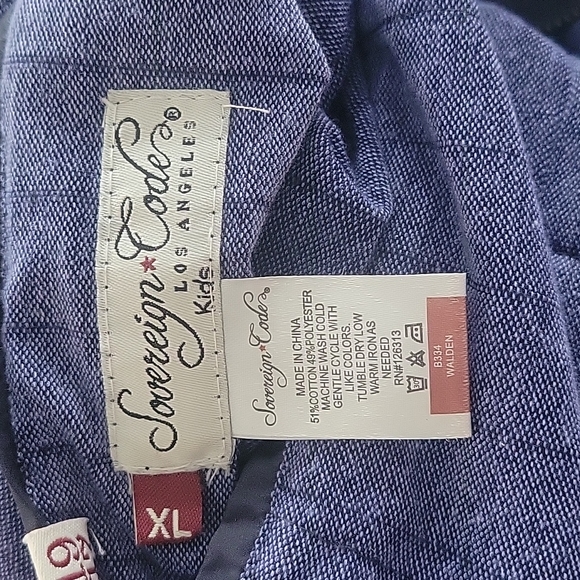 Sovereign★Code®
LOS ANGELES
Kids
XL
Sovereign★Code®
MADE IN CHINA
51%COTTON 49%POLYESTER
MACHINE WASH COLD
GENTLE CYCLE WITH
LIKE COLORS.
TUMBLE DRY LOW
WARM IRON AS
NEEDED
RN#126313
B334
WALDEN